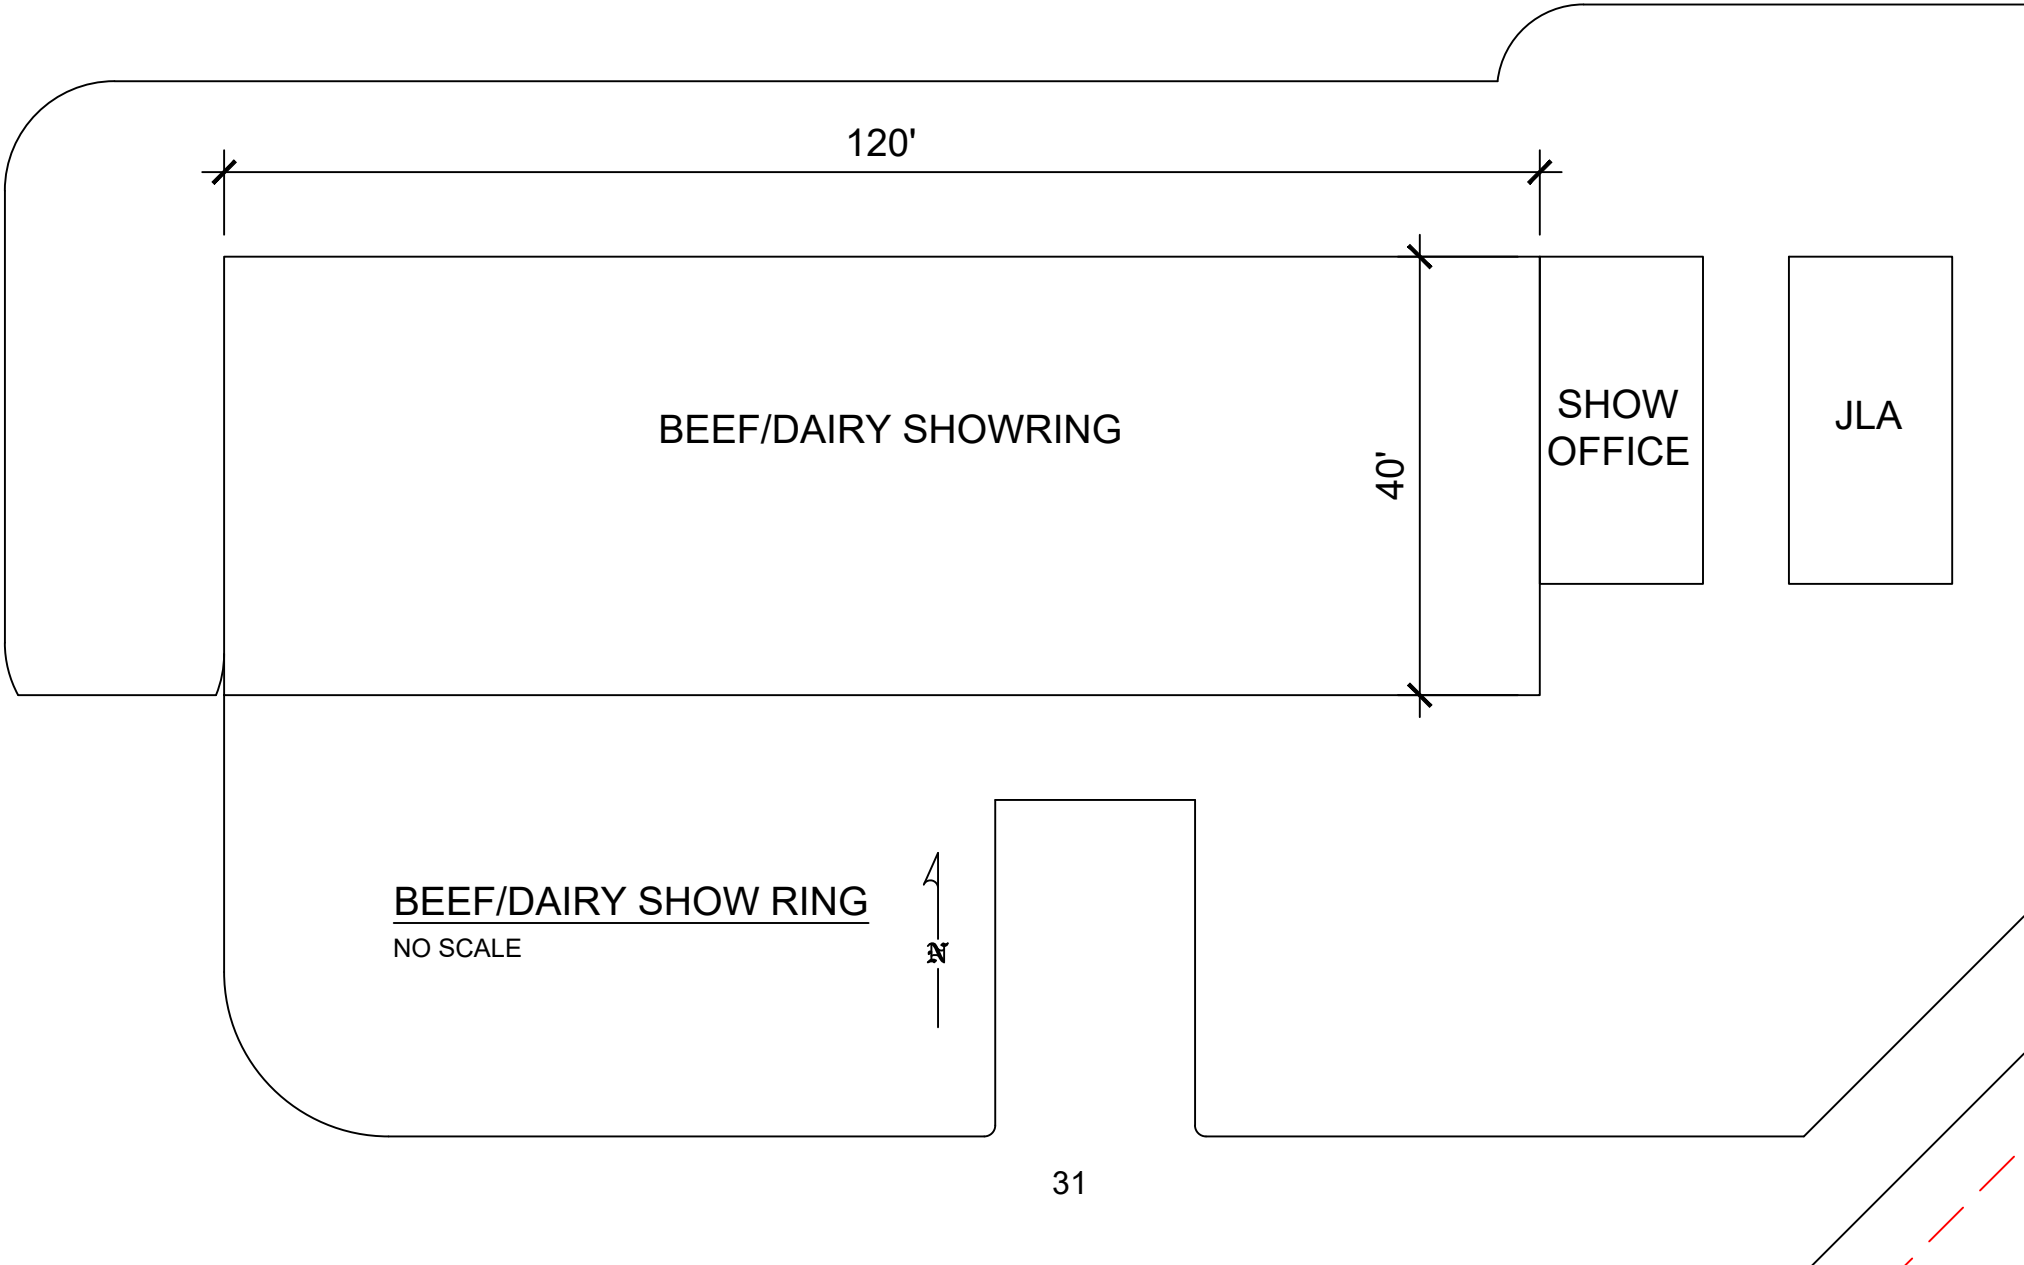 120'
BEEF/DAIRY SHOWRING
40'
SHOW
OFFICE
JLA
BEEF/DAIRY SHOW RING
NO SCALE
N
31